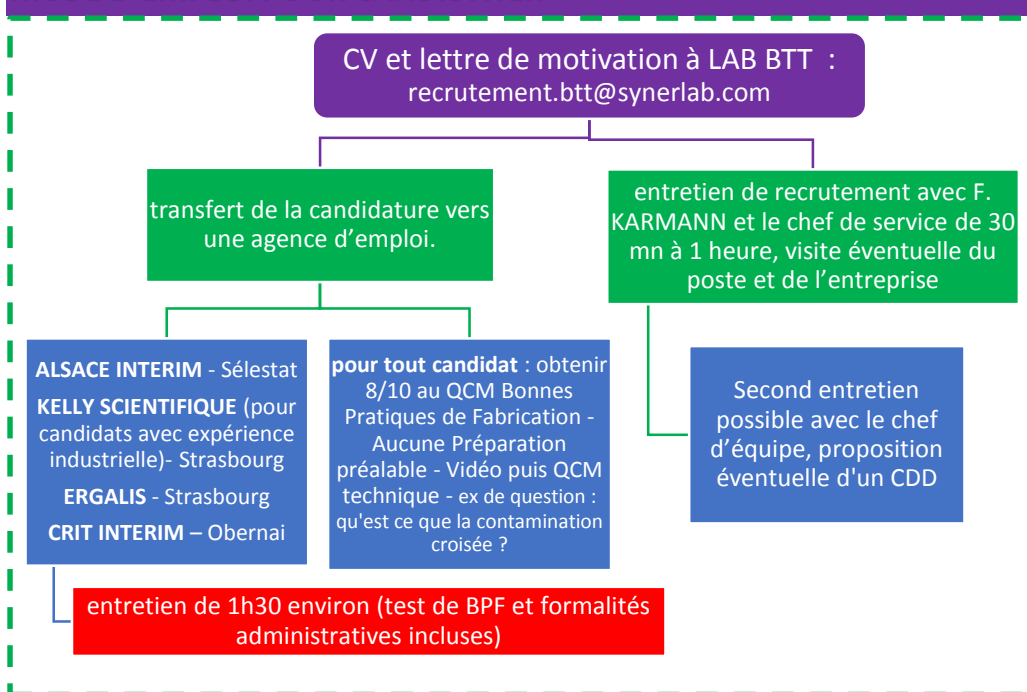 CV et lettre de motivation à LAB BTT :
recrutement.btt@synerlab.com
transfert de la candidature vers
une agence d’emploi.
entretien de recrutement avec F.
KARMANN et le chef de service de 30
mn à 1 heure, visite éventuelle du
poste et de l’entreprise
ALSACE INTERIM - Sélestat
KELLY SCIENTIFIQUE (pour
candidats avec expérience
industrielle)- Strasbourg
ERGALIS - Strasbourg
CRIT INTERIM – Obernai
pour tout candidat : obtenir
8/10 au QCM Bonnes
Pratiques de Fabrication -
Aucune Préparation
préalable - Vidéo puis QCM
technique - ex de question :
qu'est ce que la contamination
croisée ?
Second entretien
possible avec le chef
d’équipe, proposition
éventuelle d'un CDD
entretien de 1h30 environ (test de BPF et formalités
administratives incluses)